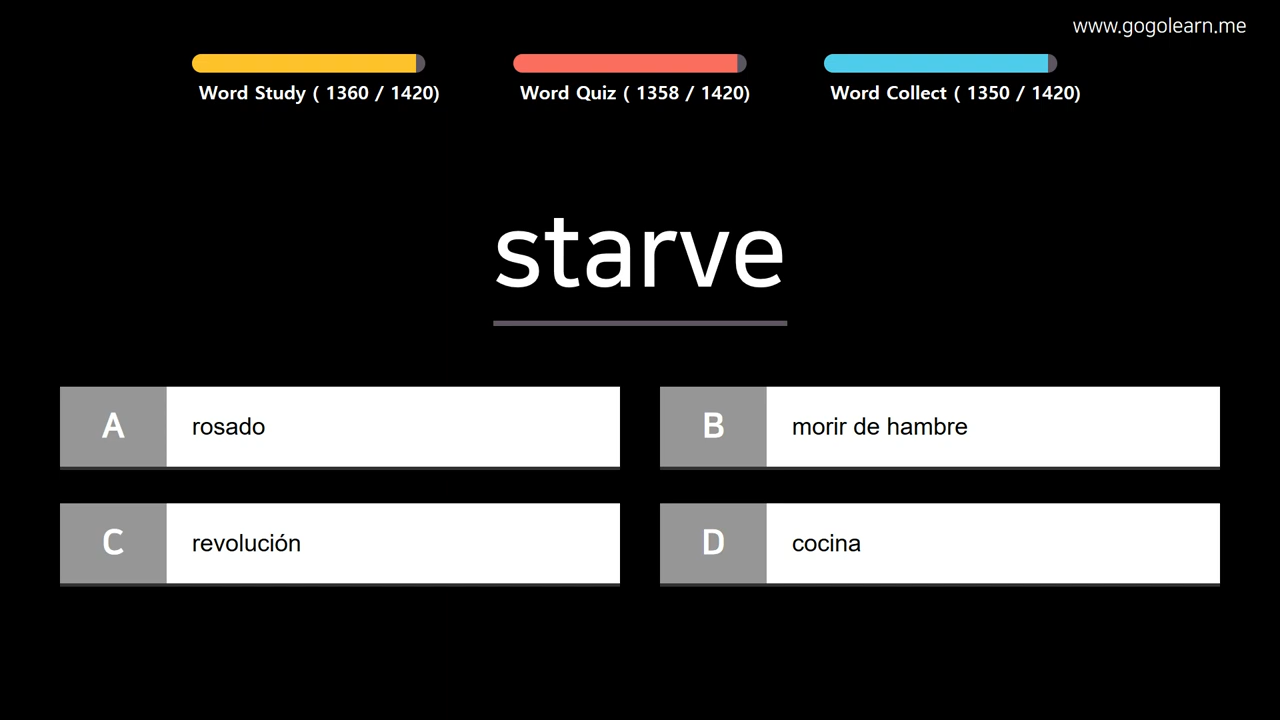 www.gogolearn.me
Word Study ( 1360 / 1420)
Word Quiz ( 1358 / 1420)
Word Collect ( 1350 / 1420)
starve
A rosado
B morir de hambre
C revolución
D cocina